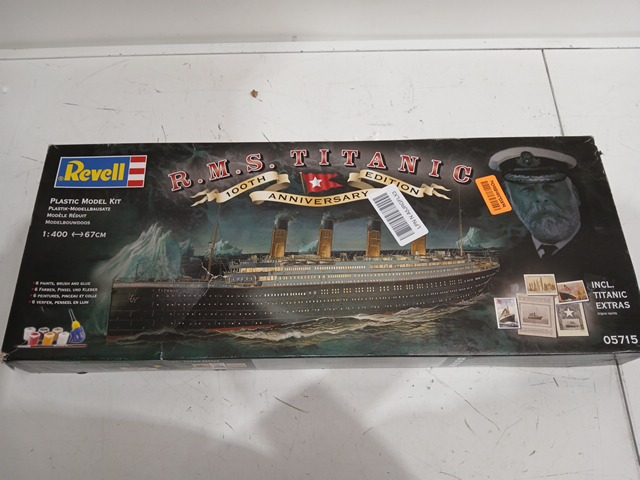 Revell
®
PLASTIC MODEL KIT
PLASTIK-MODELLBAUSATZ
MODÈLE RÉDUIT
MODELBOUWDOOS
1:400 ↔67CM
R.M.S. TITANIC
100TH ANNIVERSARY EDITION
6 PAINTS, BRUSH AND GLUE
6 FARBEN, PINSEL UND KLEBER
6 PEINTURES, PINCEAU ET COLLE
6 VERVEN, PENSEEL EN LIJM
INCL.
TITANIC
EXTRAS
05715